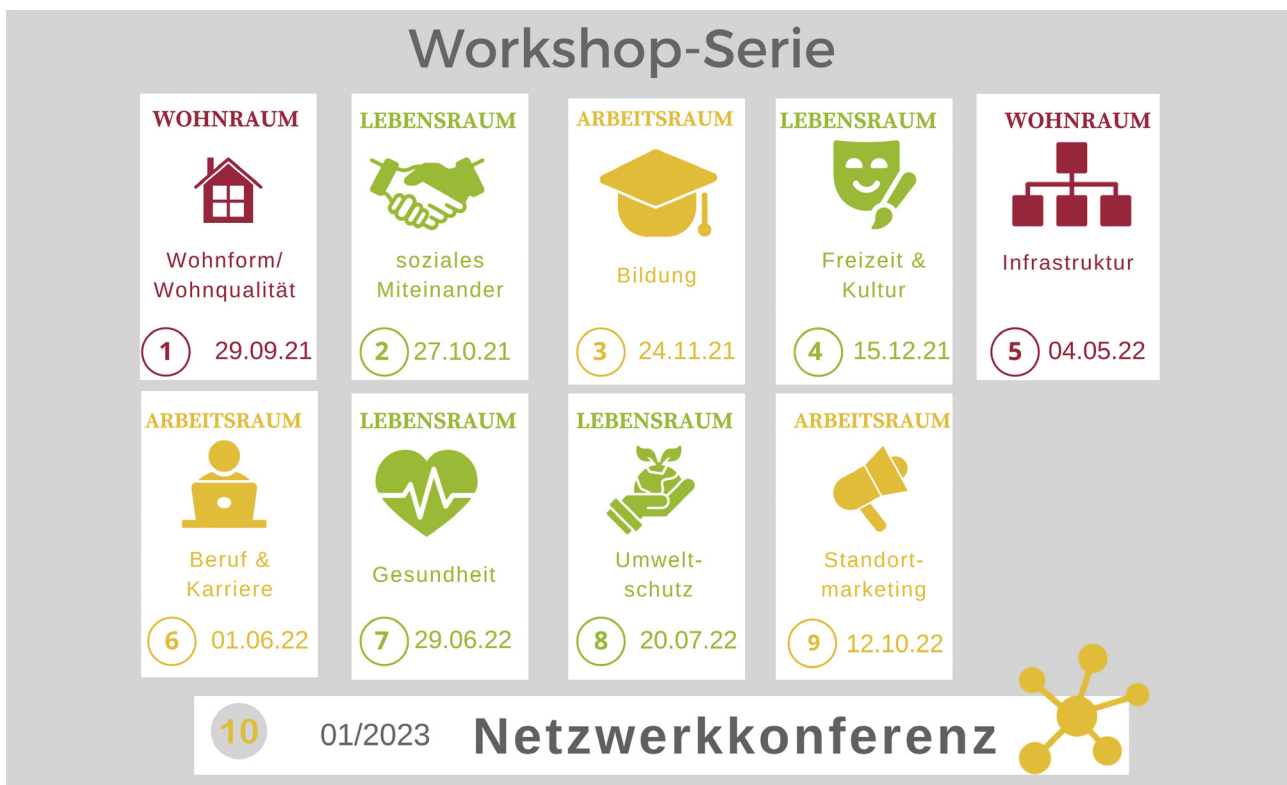 Workshop-Serie
WOHNRAUM
Wohnform/
Wohnqualität
1 29.09.21
LEBENSRAUM
soziales
Miteinander
2 27.10.21
ARBEITSRAUM
Bildung
3 24.11.21
LEBENSRAUM
Freizeit &
Kultur
4 15.12.21
WOHNRAUM
Infrastruktur
5 04.05.22
ARBEITSRAUM
Beruf &
Karriere
6 01.06.22
LEBENSRAUM
Gesundheit
7 29.06.22
LEBENSRAUM
Umwelt-
schutz
8 20.07.22
ARBEITSRAUM
Standort-
marketing
9 12.10.22
10 01/2023 Netzwerkkonferenz